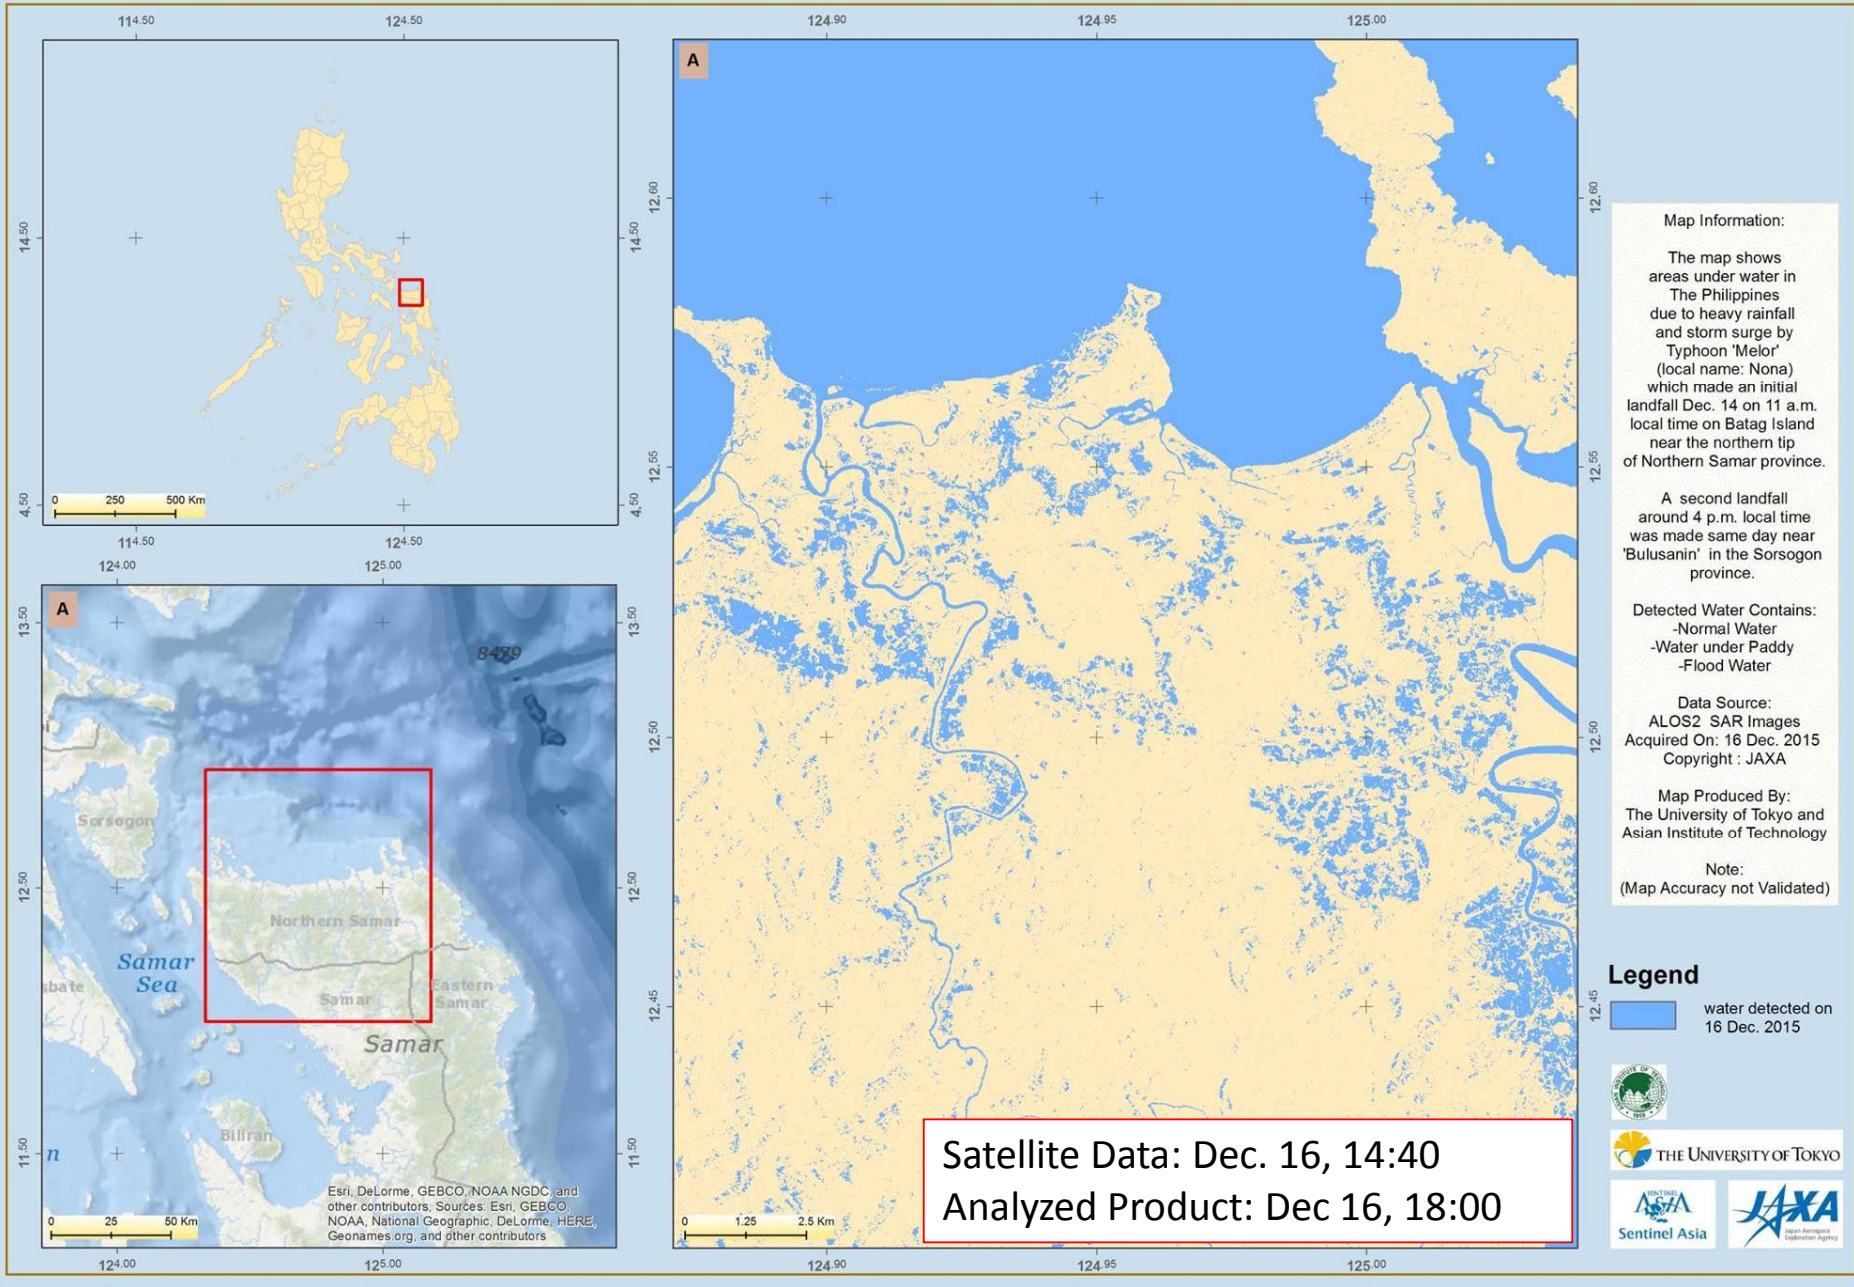 114.50
124.50
14.50
14.50
4.50
4.50
0 250 500 Km
114.50
124.50
124.00
125.00
A
13.50
13.50
8479
Sorsogon
12.50
12.50
Northern Samar
Samar
Sea
sbate
Samar
Eastern
Samar
Samar
Biliran
11.50
11.50
n
Esri, DeLorme, GEBCO, NOAA NGDC, and
other contributors, Sources: Esri, GEBCO,
NOAA, National Geographic, DeLorme, HERE,
Geonames.org, and other contributors
0 25 50 Km
124.00
125.00
124.90
124.95
125.00
A
12.60
12.60
12.55
12.55
12.50
12.50
12.45
12.45
Satellite Data: Dec. 16, 14:40
Analyzed Product: Dec 16, 18:00
0 1.25 2.5 Km
124.90
124.95
125.00
Map Information:
The map shows
areas under water in
The Philippines
due to heavy rainfall
and storm surge by
Typhoon 'Melor'
(local name: Nona)
which made an initial
landfall Dec. 14 on 11 a.m.
local time on Batag Island
near the northern tip
of Northern Samar province.
A second landfall
around 4 p.m. local time
was made same day near
'Bulusanin' in the Sorsogon
province.
Detected Water Contains:
-Normal Water
-Water under Paddy
-Flood Water
Data Source:
ALOS2 SAR Images
Acquired On: 16 Dec. 2015
Copyright : JAXA
Map Produced By:
The University of Tokyo and
Asian Institute of Technology
Note:
(Map Accuracy not Validated)
Legend
water detected on
16 Dec. 2015
ASIAN INSTITUTE OF TECHNOLOGY
1959
THE UNIVERSITY OF TOKYO
SENTINEL
ASIA
Sentinel Asia
JAXA
Japan Aerospace
Exploration Agency